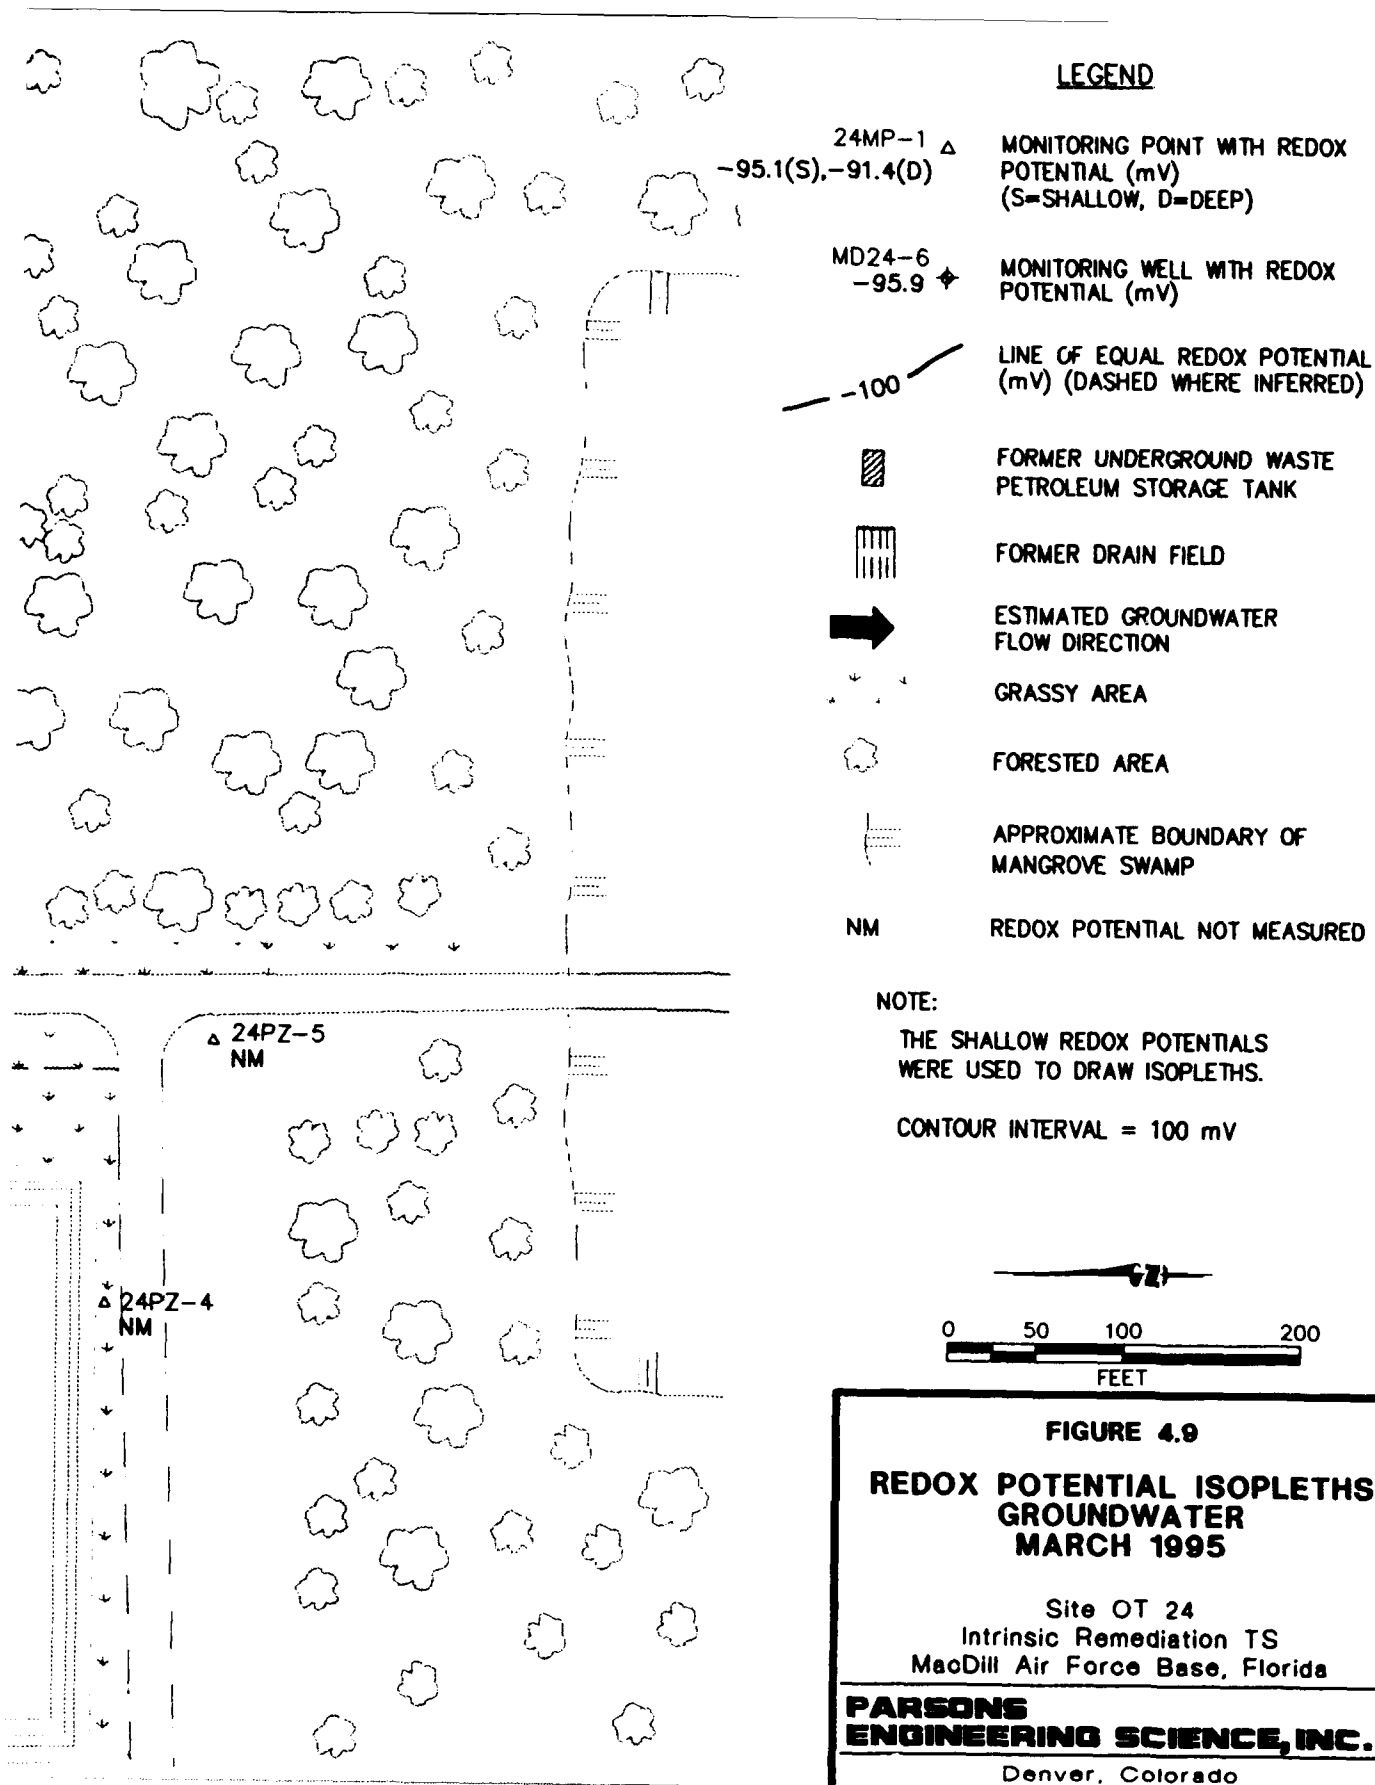 LEGEND
24MP-1
-95.1(S),-91.4(D)
MONITORING POINT WITH REDOX
POTENTIAL (mV)
(S=SHALLOW, D=DEEP)
MD24-6
-95.9
MONITORING WELL WITH REDOX
POTENTIAL (mV)
-100
LINE OF EQUAL REDOX POTENTIAL
(mV) (DASHED WHERE INFERRED)
FORMER UNDERGROUND WASTE
PETROLEUM STORAGE TANK
FORMER DRAIN FIELD
ESTIMATED GROUNDWATER
FLOW DIRECTION
GRASSY AREA
FORESTED AREA
APPROXIMATE BOUNDARY OF
MANGROVE SWAMP
NM REDOX POTENTIAL NOT MEASURED
NOTE:
THE SHALLOW REDOX POTENTIALS
WERE USED TO DRAW ISOPLETHS.
CONTOUR INTERVAL = 100 mV
24PZ-5
NM
24PZ-4
NM
N
0 50 100 200
FEET
FIGURE 4.9
REDOX POTENTIAL ISOPLETHS
GROUNDWATER
MARCH 1995
Site OT 24
Intrinsic Remediation TS
MacDill Air Force Base, Florida
PARSONS
ENGINEERING SCIENCE, INC.
Denver, Colorado